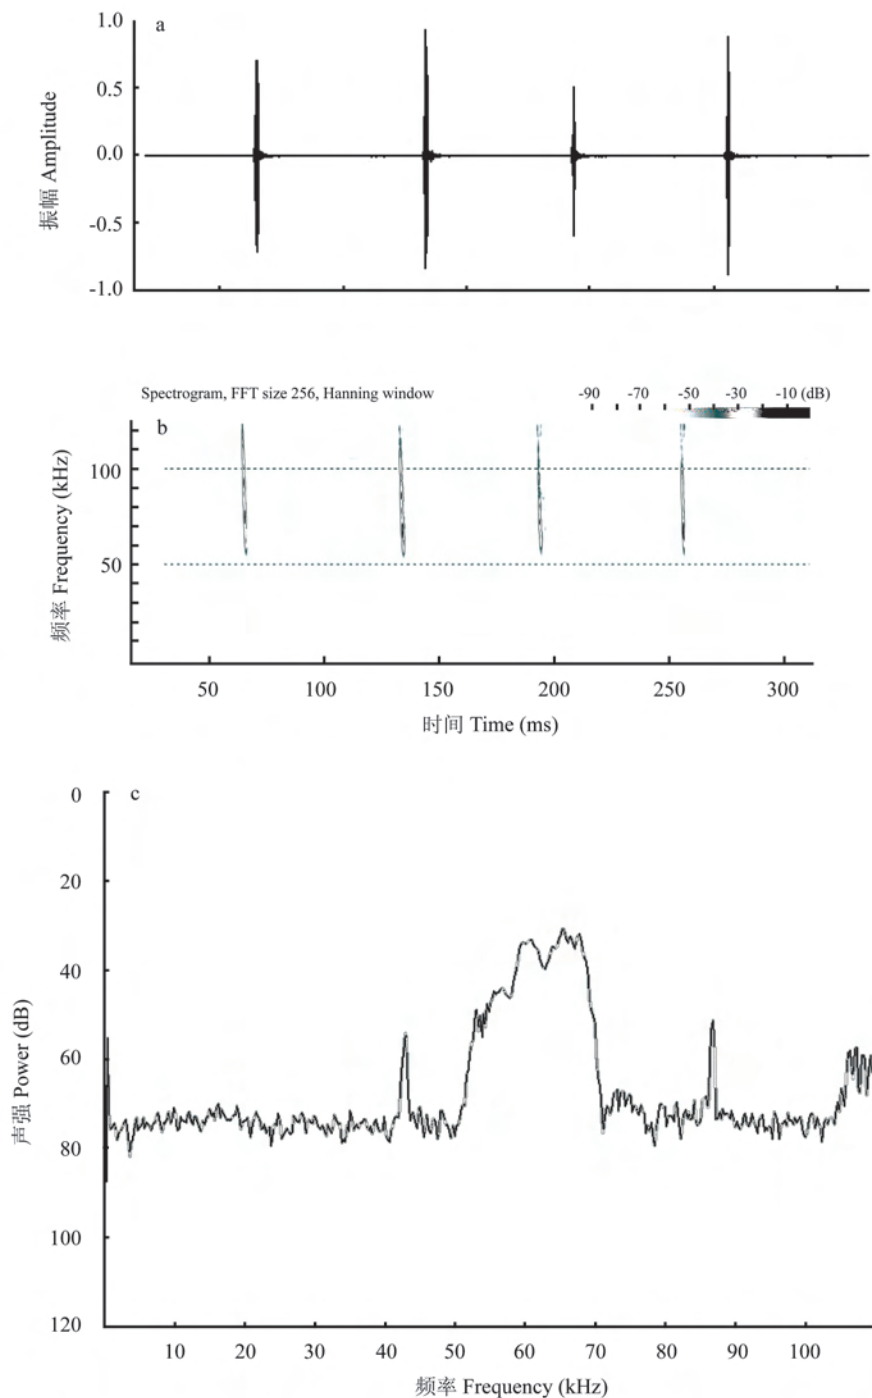 1.0
a
0.5
0.0
-0.5
-1.0
振幅 Amplitude
Spectrogram, FFT size 256, Hanning window
-90 -70 -50 -30 -10 (dB)
b
100
50
频率 Frequency (kHz)
50 100 150 200 250 300
时间 Time (ms)
0
c
20
40
60
80
100
120
声强 Power (dB)
10 20 30 40 50 60 70 80 90 100
频率 Frequency (kHz)